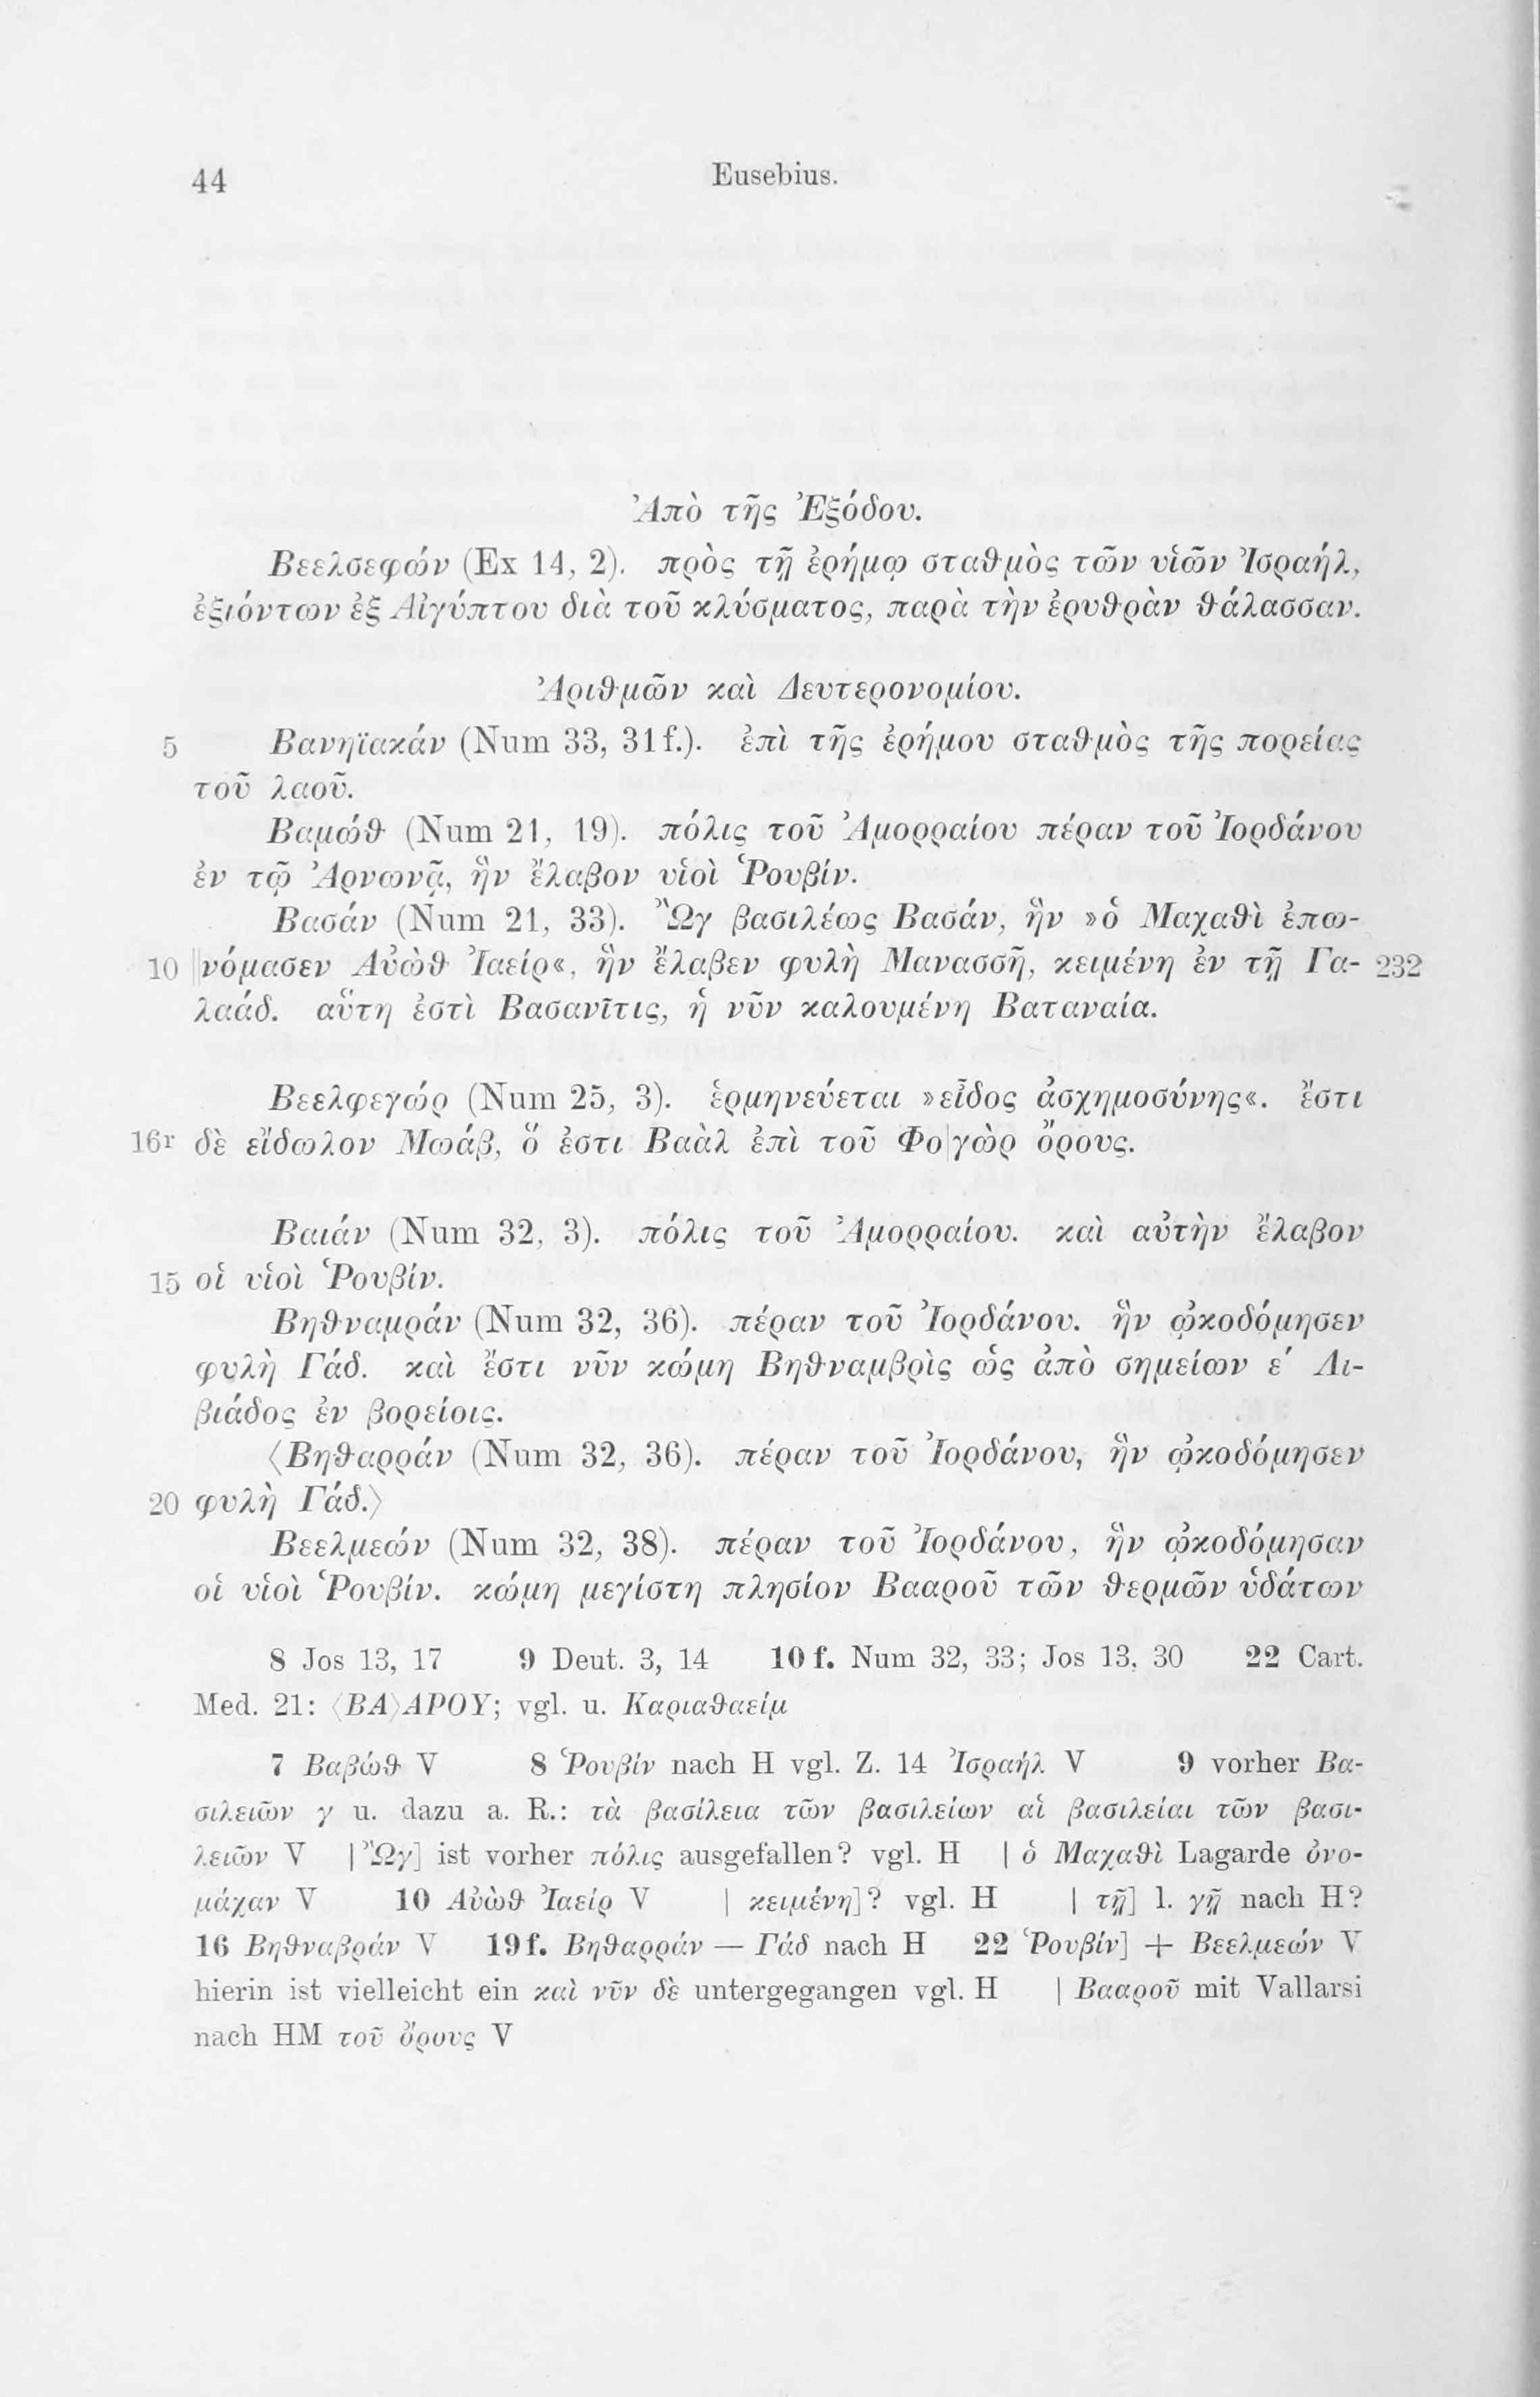 44 Eusebius.
Ἀπὸ τῆς Ἐξόδου.
Βεελσεφών (Ex 14, 2). πρὸς τῇ ἐρήμῳ σταθμὸς τῶν υἱῶν Ἰσραήλ,
ἐξιόντων ἐξ Αἰγύπτου διὰ τοῦ κλύσματος, παρὰ τὴν ἐρυθρὰν θάλασσαν.
Ἀριθμῶν καὶ Δευτερονομίου.
5 Βανηϊακάν (Num 33, 31 f.). ἐπὶ τῆς ἐρήμου σταθμὸς τῆς πορείας
τοῦ λαοῦ.
Βαμώθ (Num 21, 19). πόλις τοῦ Ἀμορραίου πέραν τοῦ Ἰορδάνου
ἐν τῷ Ἀρνωνᾷ, ἣν ἔλαβον υἱοὶ Ῥουβίν.
Βασάν (Num 21, 33). Ὢγ βασιλέως Βασάν, ἣν »ὁ Μαχαθὶ ἐπω-
10 ||νόμασεν Αὐὼθ Ἰαείρ«, ἣν ἔλαβεν φυλὴ Μανασσῆ, κειμένη ἐν τῇ Γα- 232
λαάδ. αὕτη ἐστὶ Βασανῖτις, ἡ νῦν καλουμένη Βαταναία.
Βεελφεγώρ (Num 25, 3). ἑρμηνεύεται »εἶδος ἀσχημοσύνης«. ἔστι
16r δὲ εἴδωλον Μωάβ, ὅ ἐστι Βαὰλ ἐπὶ τοῦ Φο|γὼρ ὄρους.
Βαιάν (Num 32, 3). πόλις τοῦ Ἀμορραίου. καὶ αὐτὴν ἔλαβον
15 οἱ υἱοὶ Ῥουβίν.
Βηθναμράν (Num 32, 36). πέραν τοῦ Ἰορδάνου. ἣν ᾠκοδόμησεν
φυλὴ Γάδ. καὶ ἔστι νῦν κώμη Βηθναμβρὶς ὡς ἀπὸ σημείων ε′ Λι-
βιάδος ἐν βορείοις.
⟨Βηθαρράν (Num 32, 36). πέραν τοῦ Ἰορδάνου, ἣν ᾠκοδόμησεν
20 φυλὴ Γάδ.⟩
Βεελμεών (Num 32, 38). πέραν τοῦ Ἰορδάνου, ἣν ᾠκοδόμησαν
οἱ υἱοὶ Ῥουβίν. κώμη μεγίστη πλησίον Βααροῦ τῶν θερμῶν ὑδάτων
8 Jos 13, 17 9 Deut. 3, 14 10 f. Num 32, 33; Jos 13, 30 22 Cart.
Med. 21: ⟨ΒΑ⟩ΑΡΟΥ; vgl. u. Καριαθαείμ
7 Βαβώθ V 8 Ῥουβίν nach H vgl. Z. 14 Ἰσραήλ V 9 vorher Βα-
σιλειῶν γ u. dazu a. R.: τὰ βασίλεια τῶν βασιλείων αἱ βασιλείαι τῶν βασι-
λειῶν V | Ὢγ] ist vorher πόλις ausgefallen? vgl. H | ὁ Μαχαθὶ Lagarde ὀνο-
μάχαν V 10 Αὐὼθ Ἰαείρ V | κειμένη]? vgl. H | τῇ] l. γῇ nach H?
16 Βηθναβράν V 19 f. Βηθαρράν — Γάδ nach H 22 Ῥουβίν] + Βεελμεών V
hierin ist vielleicht ein καὶ νῦν δὲ untergegangen vgl. H | Βααροῦ mit Vallarsi
nach HM τοῦ ὄρους V